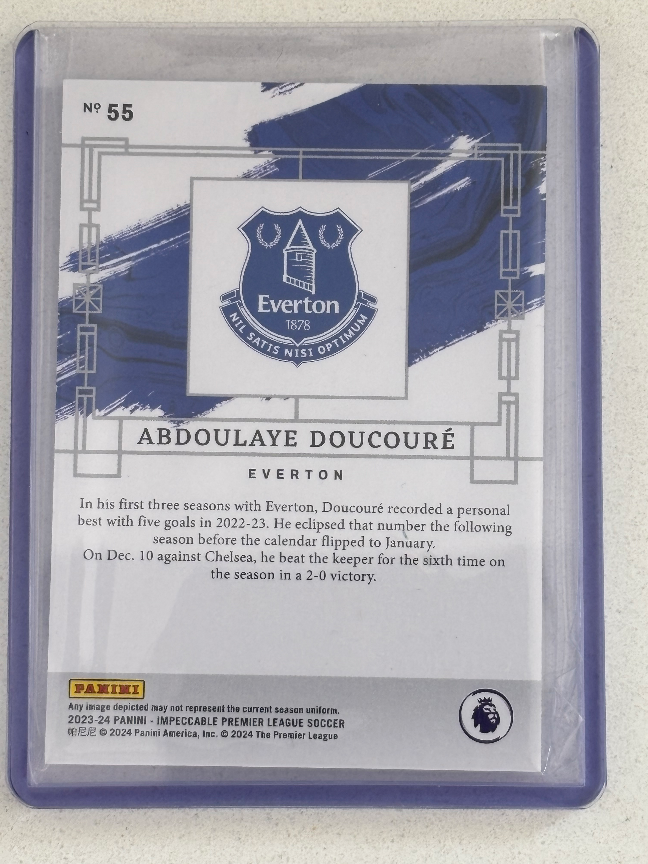 Nº 55
Everton
1878
NIL SATIS NISI OPTIMUM
ABDOULAYE DOUCOURÉ
EVERTON
In his first three seasons with Everton, Doucouré recorded a personal
best with five goals in 2022-23. He eclipsed that number the following
season before the calendar flipped to January.
On Dec. 10 against Chelsea, he beat the keeper for the sixth time on
the season in a 2-0 victory.
PANINI
Any image depicted may not represent the current season uniform.
2023-24 PANINI - IMPECCABLE PREMIER LEAGUE SOCCER
帕尼尼 © 2024 Panini America, Inc. © 2024 The Premier League